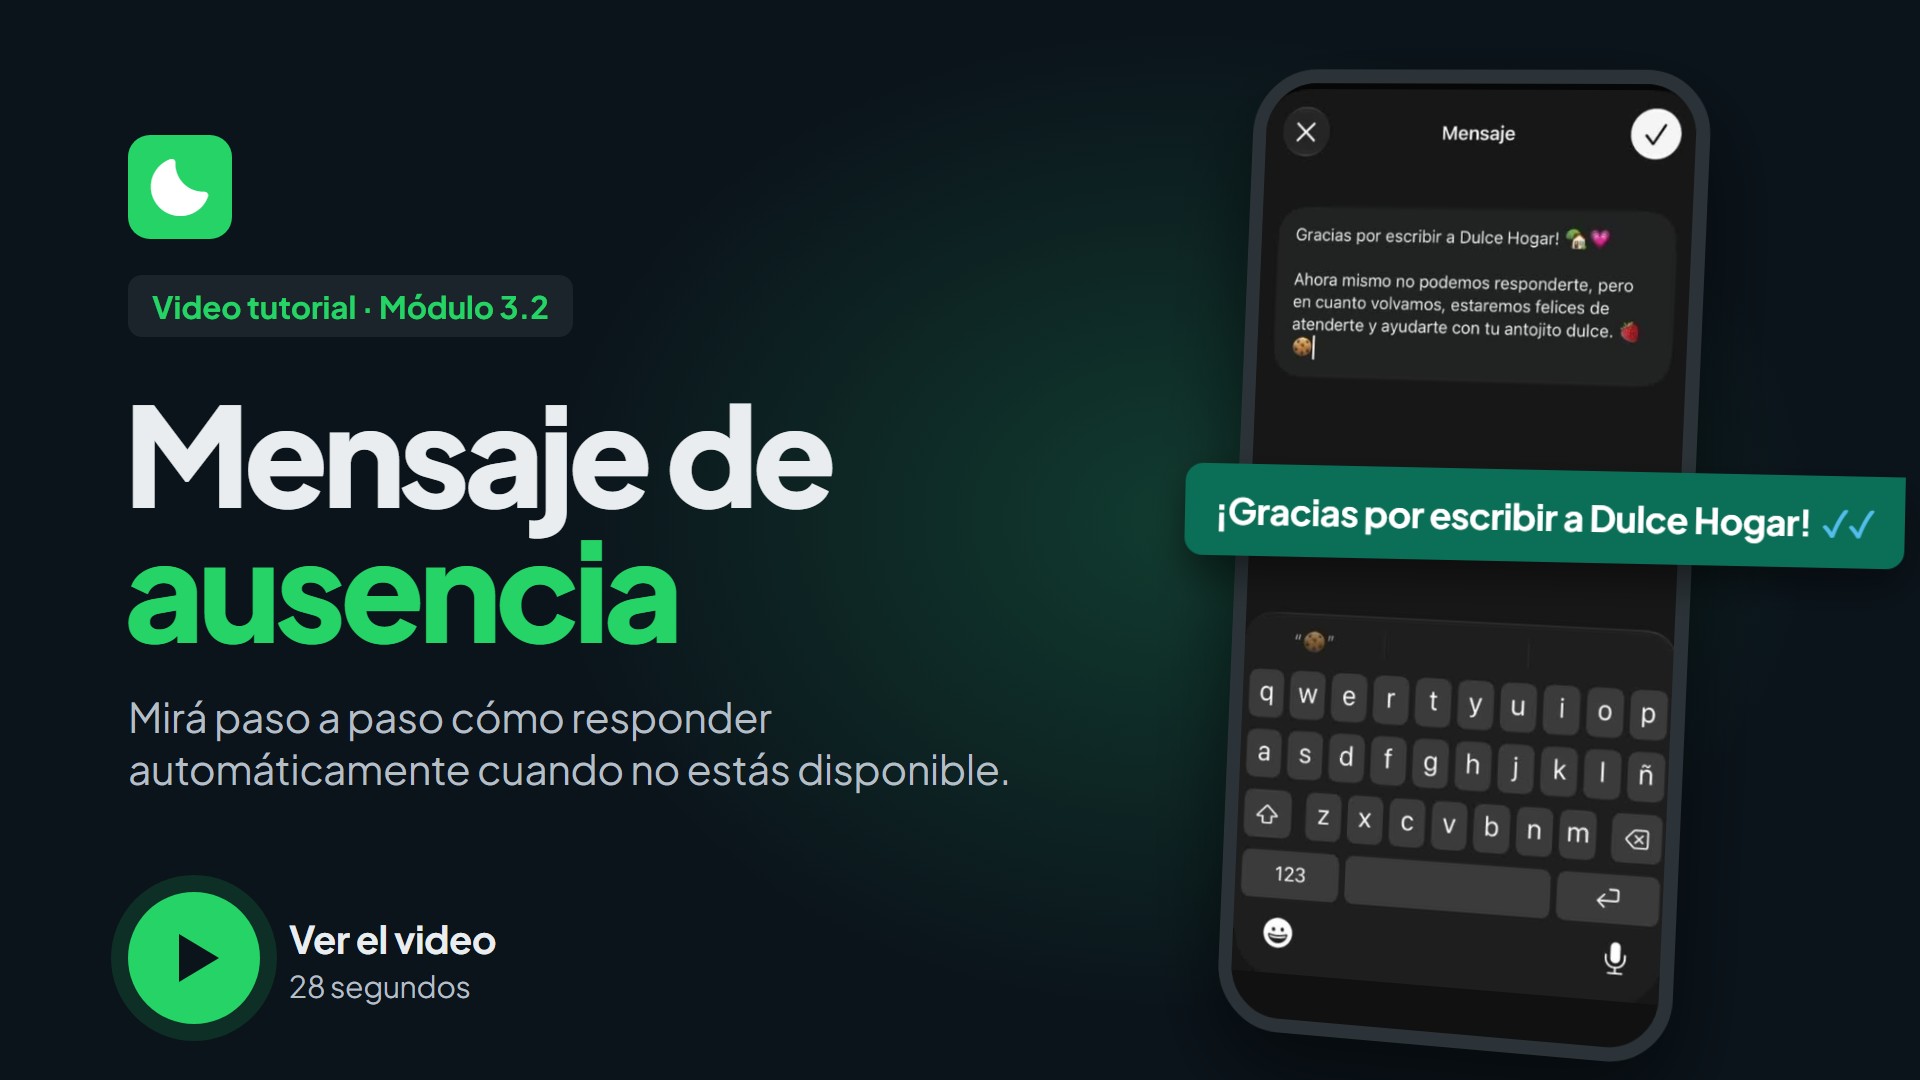 Video tutorial · Módulo 3.2
Mensaje de
ausencia
Mirá paso a paso cómo responder
automáticamente cuando no estás disponible.
Ver el video
28 segundos
Mensaje
Gracias por escribir a Dulce Hogar! 🏡💗
Ahora mismo no podemos responderte, pero
en cuanto volvamos, estaremos felices de
atenderte y ayudarte con tu antojito dulce. 🍓
🍪
¡Gracias por escribir a Dulce Hogar! ✓✓
“🍪”
q w e r t y u i o p
a s d f g h j k l ñ
z x c v b n m
123